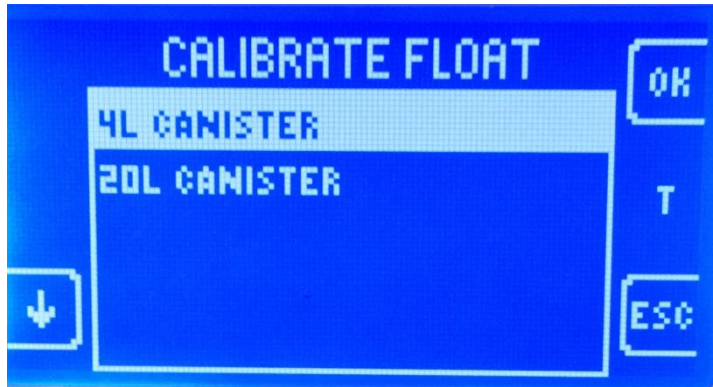 CALIBRATE FLOAT
OK
4L CANISTER
20L CANISTER
T
↓
ESC